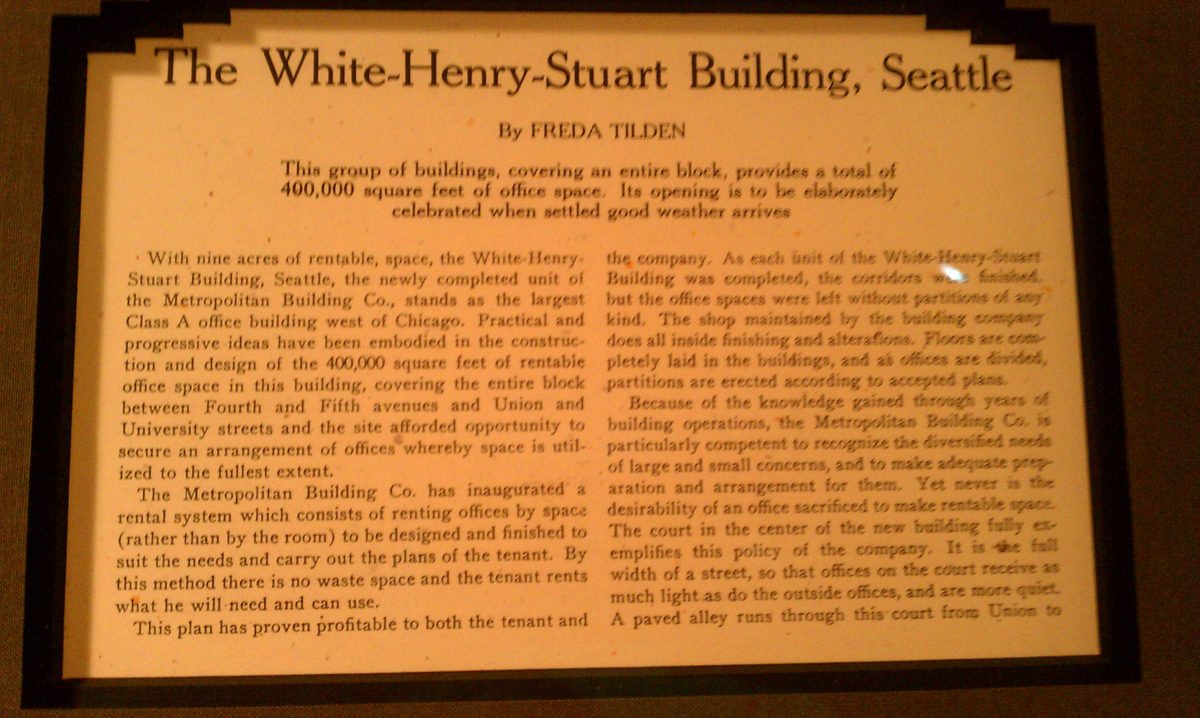 The White-Henry-Stuart Building, Seattle
By FREDA TILDEN
This group of buildings, covering an entire block, provides a total of
400,000 square feet of office space. Its opening is to be elaborately
celebrated when settled good weather arrives
With nine acres of rentable, space, the White-Henry-
Stuart Building, Seattle, the newly completed unit of
the Metropolitan Building Co., stands as the largest
Class A office building west of Chicago. Practical and
progressive ideas have been embodied in the construc-
tion and design of the 400,000 square feet of rentable
office space in this building, covering the entire block
between Fourth and Fifth avenues and Union and
University streets and the site afforded opportunity to
secure an arrangement of offices whereby space is util-
ized to the fullest extent.
The Metropolitan Building Co. has inaugurated a
rental system which consists of renting offices by space
(rather than by the room) to be designed and finished to
suit the needs and carry out the plans of the tenant. By
this method there is no waste space and the tenant rents
what he will need and can use.
This plan has proven profitable to both the tenant and
the company. As each unit of the White-Henry-Stuart
Building was completed, the corridors were finished,
but the office spaces were left without partitions of any
kind. The shop maintained by the building company
does all inside finishing and alterations. Floors are com-
pletely laid in the buildings, and as offices are divided,
partitions are erected according to accepted plans.
Because of the knowledge gained through years of
building operations, the Metropolitan Building Co. is
particularly competent to recognize the diversified needs
of large and small concerns, and to make adequate prep-
aration and arrangement for them. Yet never is the
desirability of an office sacrificed to make rentable space.
The court in the center of the new building fully ex-
emplifies this policy of the company. It is the full
width of a street, so that offices on the court receive as
much light as do the outside offices, and are more quiet.
A paved alley runs through this court from Union to